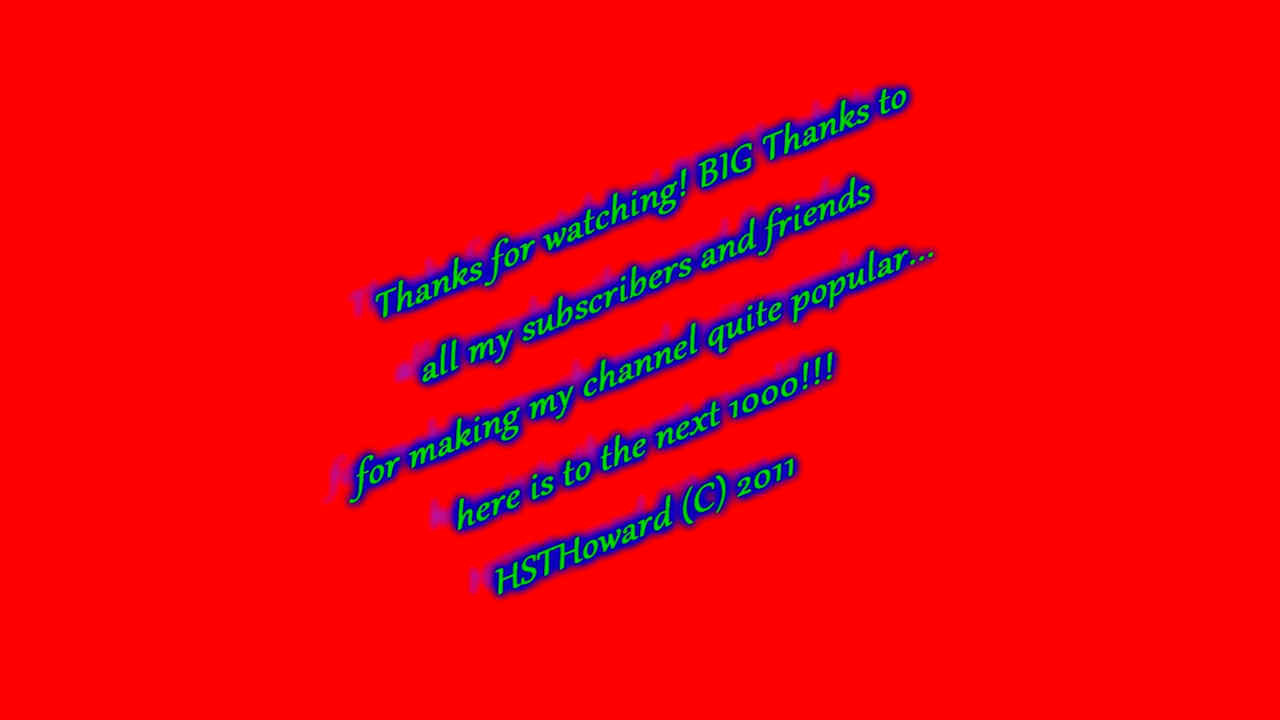 Thanks for watching! BIG Thanks to
all my subscribers and friends
for making my channel quite popular...
here is to the next 1000!!!
HSTHoward (C) 2011